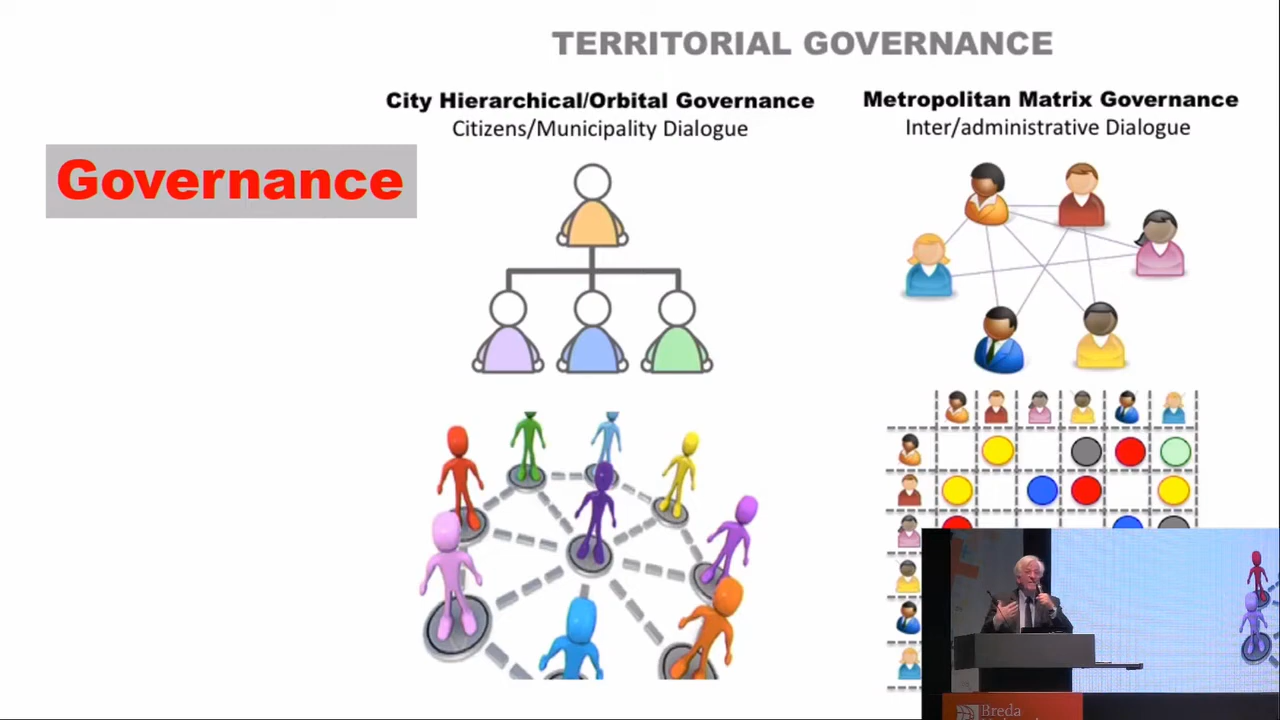 TERRITORIAL GOVERNANCE
City Hierarchical/Orbital Governance
Citizens/Municipality Dialogue
Metropolitan Matrix Governance
Inter/administrative Dialogue
Governance
Breda